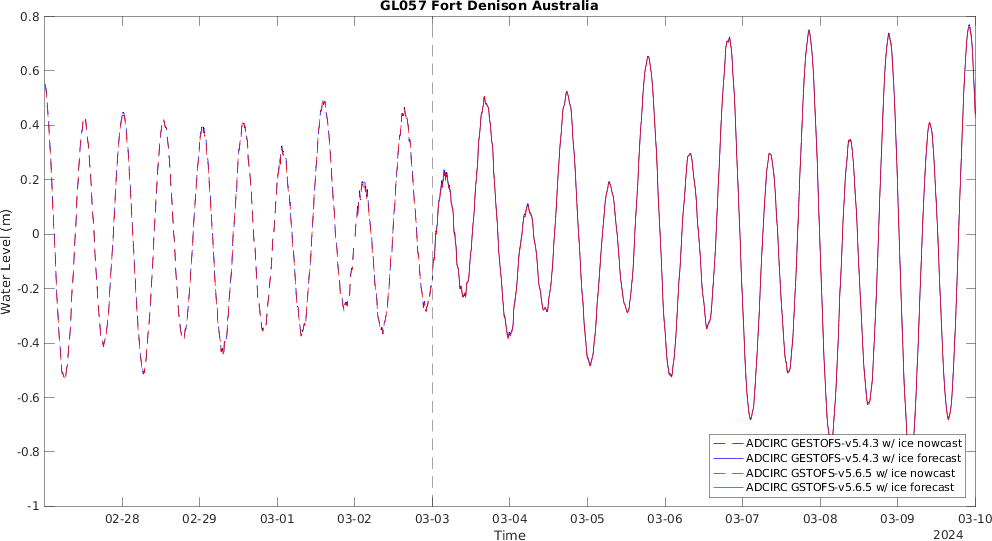 GL057 Fort Denison Australia
Water Level (m)
0.8
0.6
0.4
0.2
0
-0.2
-0.4
-0.6
-0.8
-1
ADCIRC GESTOFS-v5.4.3 w/ ice nowcast
ADCIRC GESTOFS-v5.4.3 w/ ice forecast
ADCIRC GSTOFS-v5.6.5 w/ ice nowcast
ADCIRC GSTOFS-v5.6.5 w/ ice forecast
02-28 02-29 03-01 03-02 03-03 03-04 03-05 03-06 03-07 03-08 03-09 03-10
Time
2024